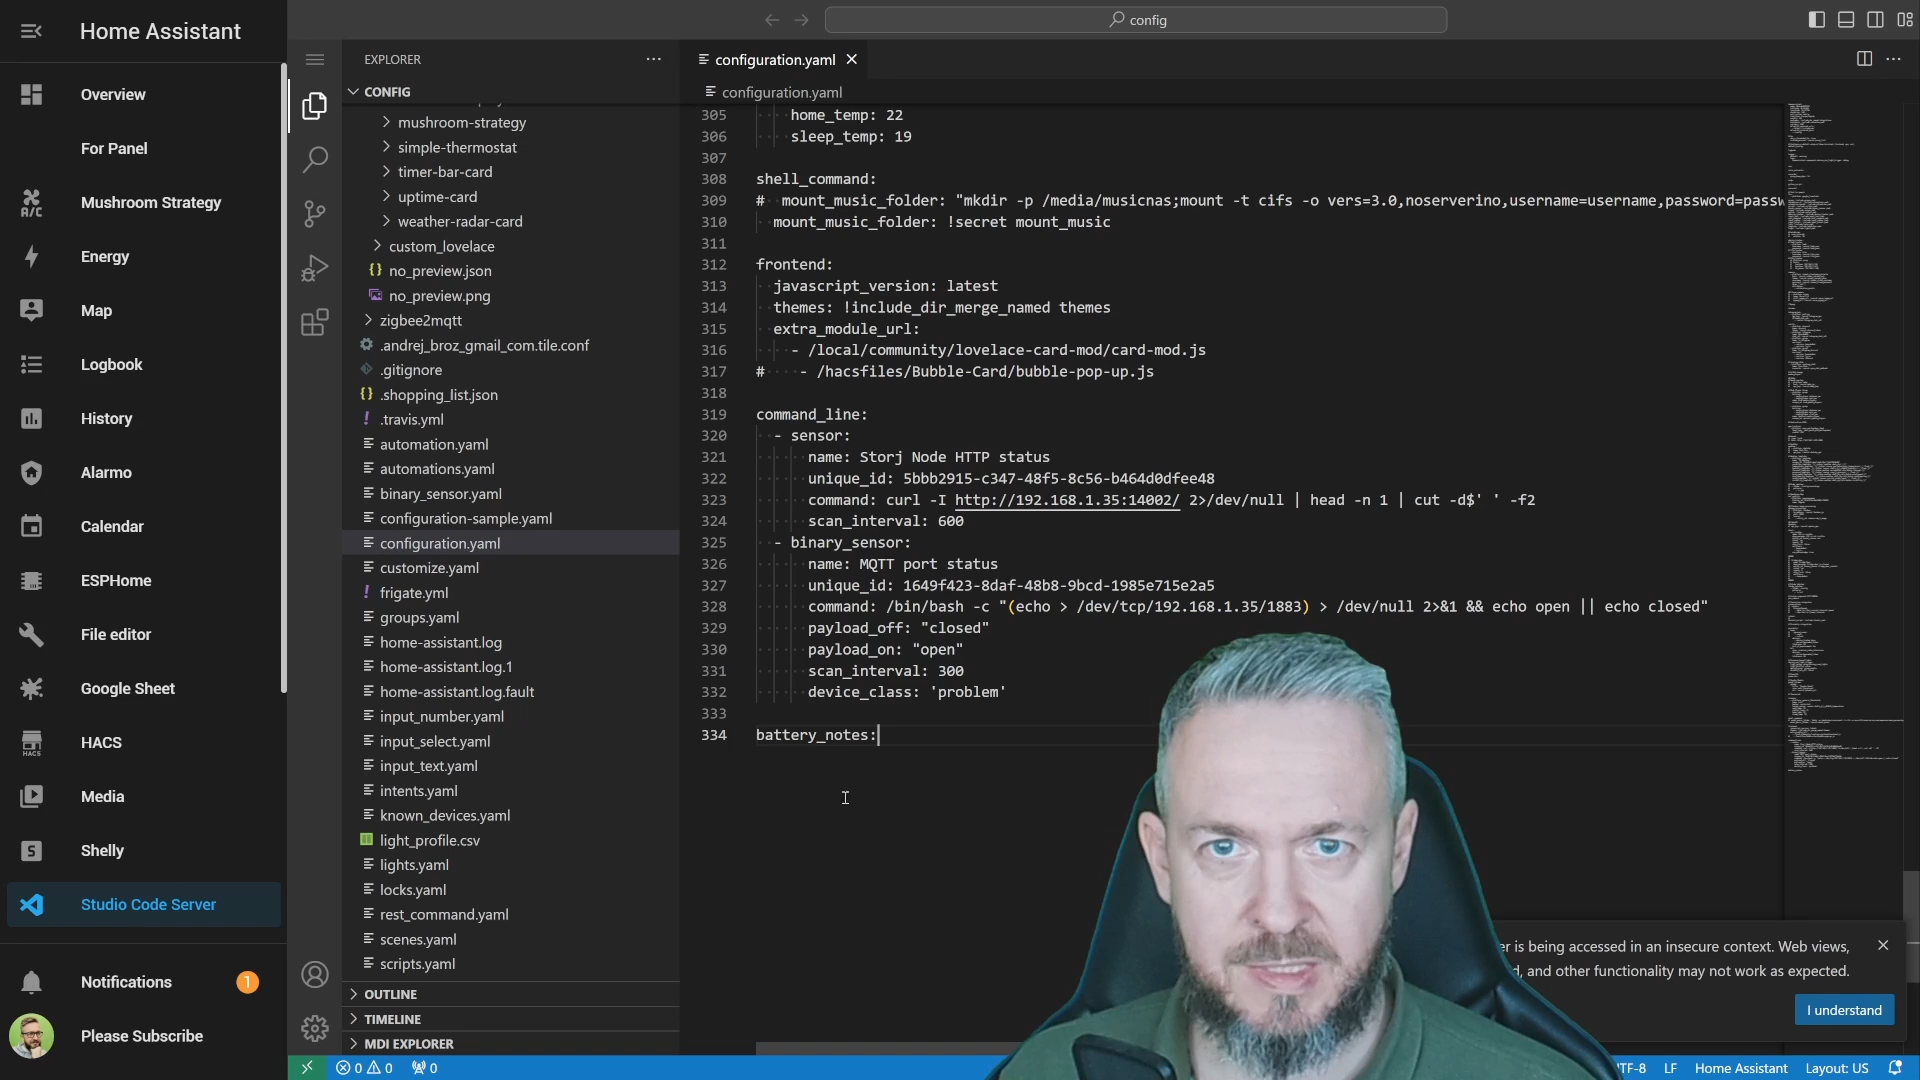 Home Assistant
Overview
For Panel
Mushroom Strategy
Energy
Map
Logbook
History
Alarmo
Calendar
ESPHome
File editor
Google Sheet
HACS
Media
Shelly
Studio Code Server
Notifications
1
Please Subscribe
config
EXPLORER
CONFIG
mushroom-strategy
simple-thermostat
timer-bar-card
uptime-card
weather-radar-card
custom_lovelace
no_preview.json
no_preview.png
zigbee2mqtt
.andrej_broz_gmail_com.tile.conf
.gitignore
.shopping_list.json
.travis.yml
automation.yaml
automations.yaml
binary_sensor.yaml
configuration-sample.yaml
configuration.yaml
customize.yaml
frigate.yml
groups.yaml
home-assistant.log
home-assistant.log.1
home-assistant.log.fault
input_number.yaml
input_select.yaml
input_text.yaml
intents.yaml
known_devices.yaml
light_profile.csv
lights.yaml
locks.yaml
rest_command.yaml
scenes.yaml
scripts.yaml
OUTLINE
TIMELINE
MDI EXPLORER
configuration.yaml
configuration.yaml
305 home_temp: 22
306 sleep_temp: 19
307
308 shell_command:
309 # mount_music_folder: "mkdir -p /media/musicnas;mount -t cifs -o vers=3.0,noserverino,username=username,password=passw
310 mount_music_folder: !secret mount_music
311
312 frontend:
313 javascript_version: latest
314 themes: !include_dir_merge_named themes
315 extra_module_url:
316 - /local/community/lovelace-card-mod/card-mod.js
317 # - /hacsfiles/Bubble-Card/bubble-pop-up.js
318
319 command_line:
320 - sensor:
321 name: Storj Node HTTP status
322 unique_id: 5bbb2915-c347-48f5-8c56-b464d0dfee48
323 command: curl -I http://192.168.1.35:14002/ 2>/dev/null | head -n 1 | cut -d$' ' -f2
324 scan_interval: 600
325 - binary_sensor:
326 name: MQTT port status
327 unique_id: 1649f423-8daf-48b8-9bcd-1985e715e2a5
328 command: /bin/bash -c "(echo > /dev/tcp/192.168.1.35/1883) > /dev/null 2>&1 && echo open || echo closed"
329 payload_off: "closed"
330 payload_on: "open"
331 scan_interval: 300
332 device_class: 'problem'
333
334 battery_notes:
er is being accessed in an insecure context. Web views,
d, and other functionality may not work as expected.
I understand
0 0 0
TF-8 LF Home Assistant Layout: US